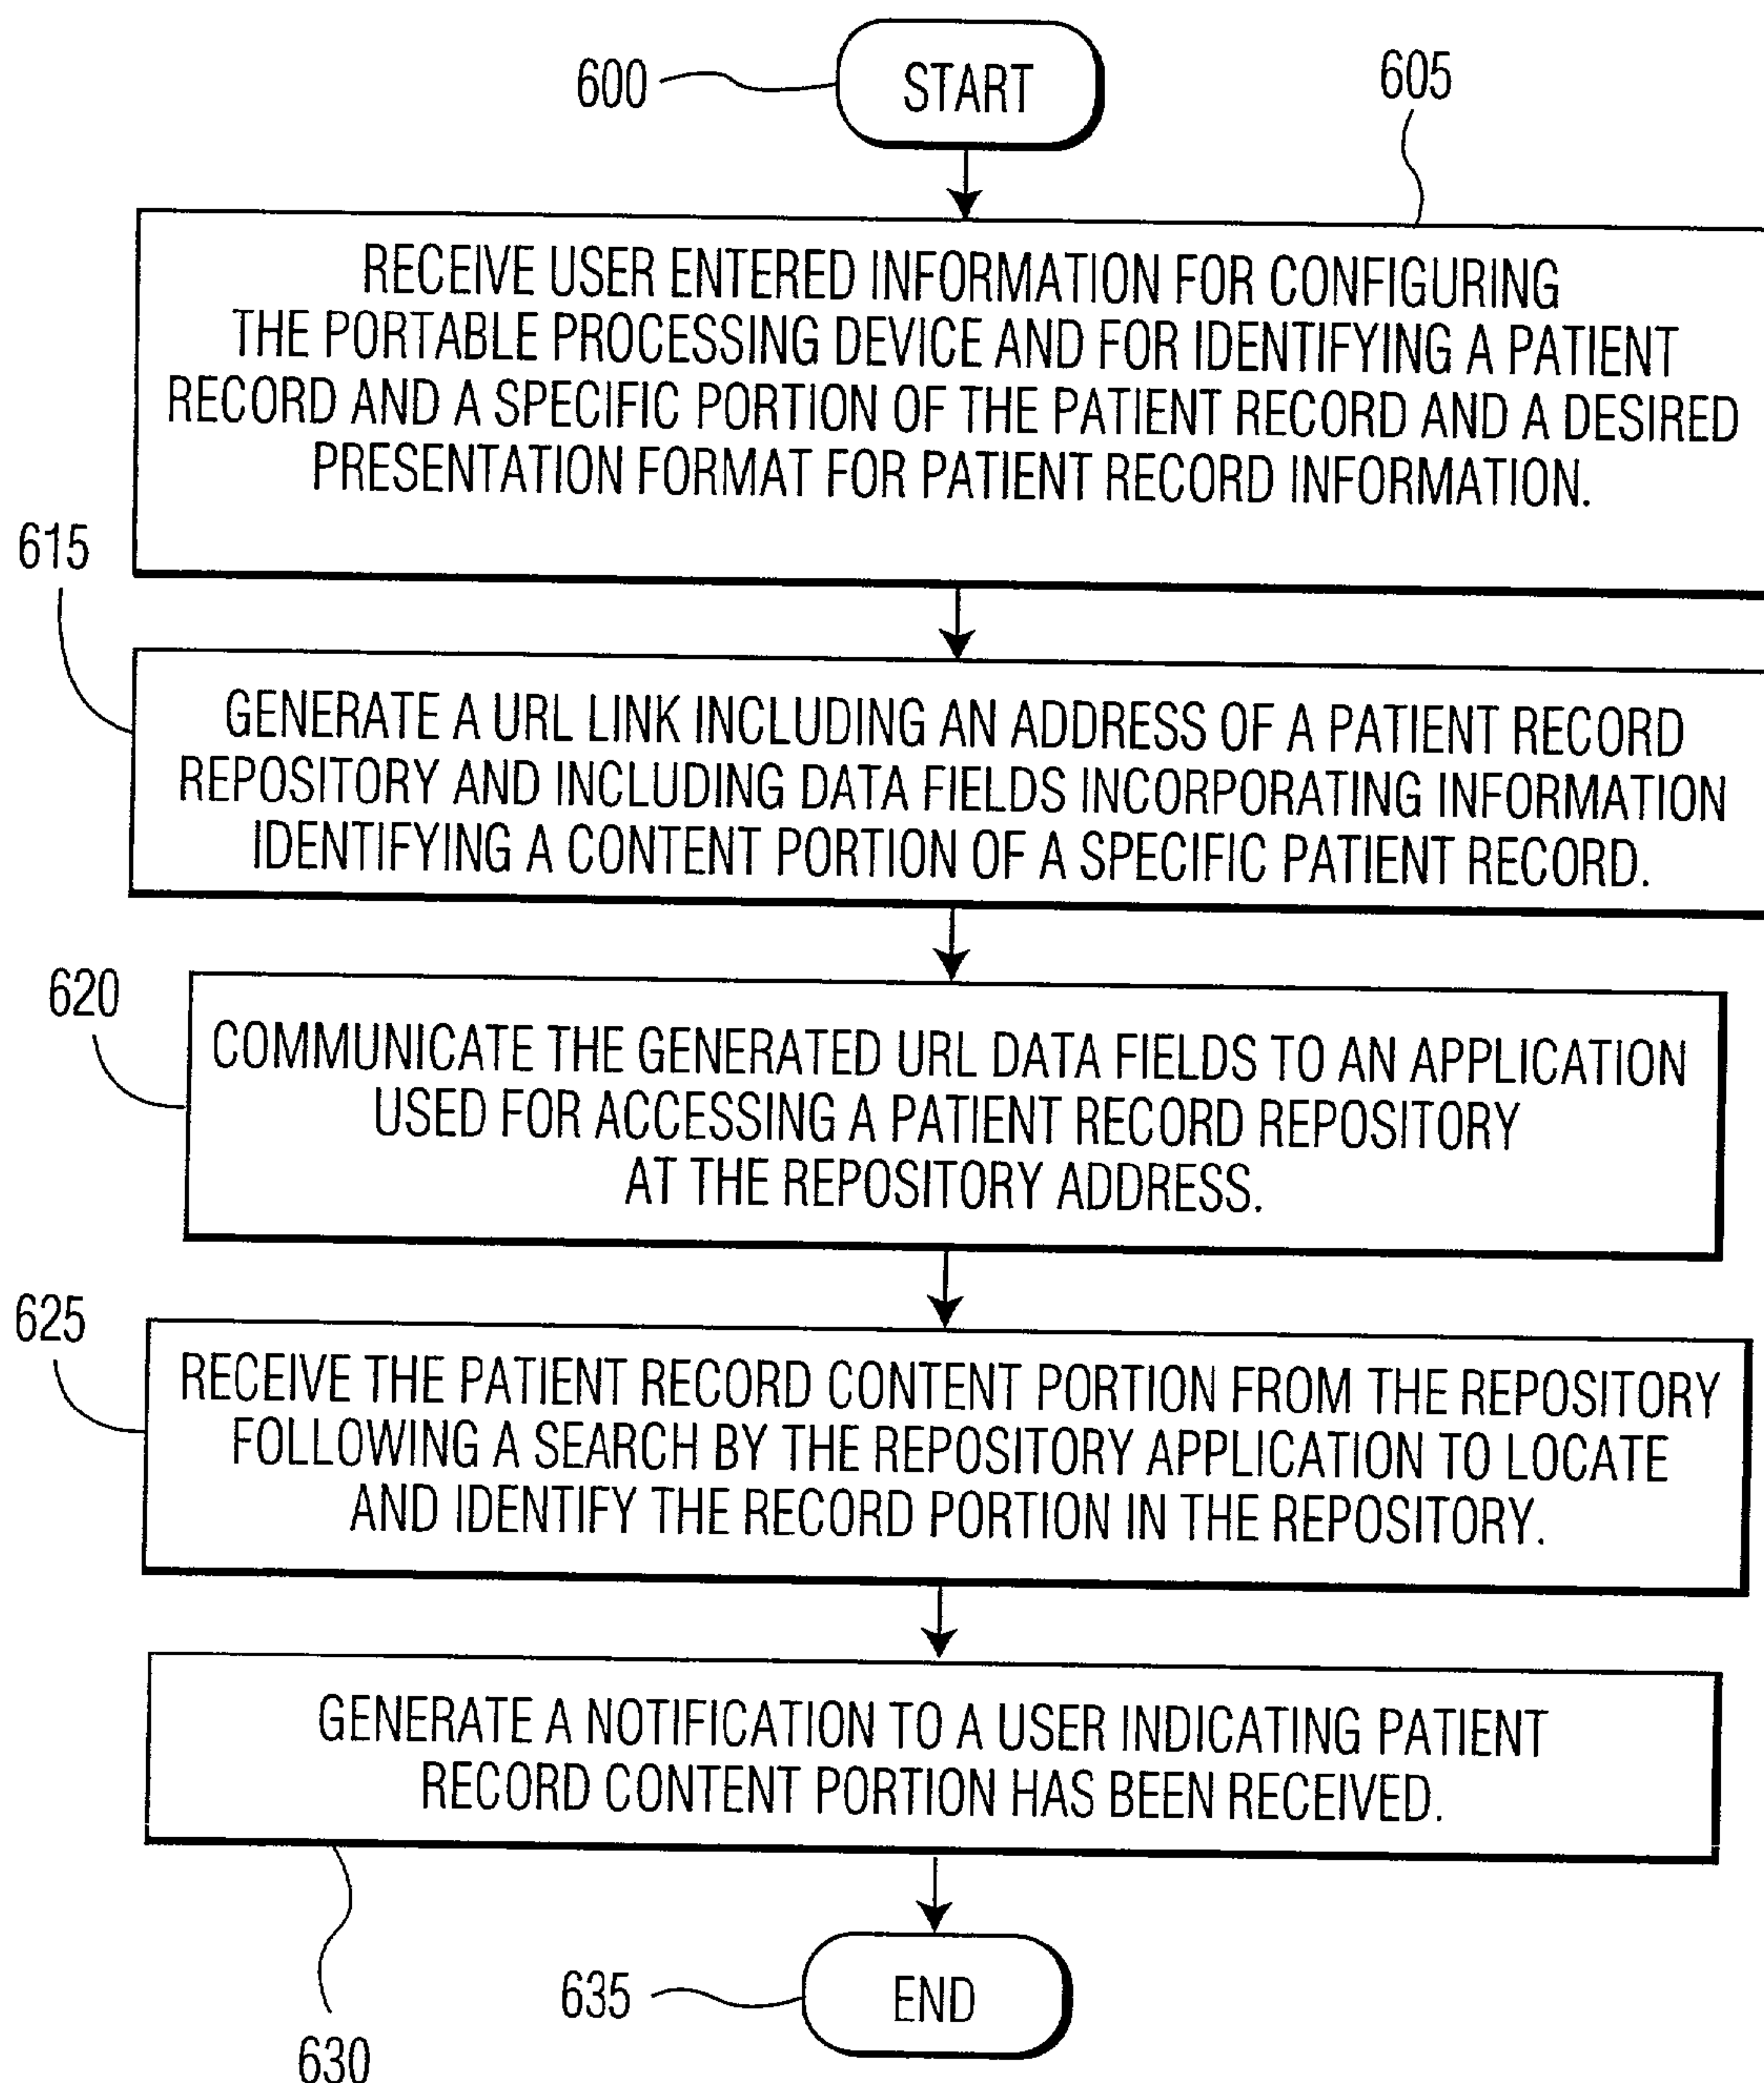 600
START
605
RECEIVE USER ENTERED INFORMATION FOR CONFIGURING
THE PORTABLE PROCESSING DEVICE AND FOR IDENTIFYING A PATIENT
RECORD AND A SPECIFIC PORTION OF THE PATIENT RECORD AND A DESIRED
PRESENTATION FORMAT FOR PATIENT RECORD INFORMATION.
615
GENERATE A URL LINK INCLUDING AN ADDRESS OF A PATIENT RECORD
REPOSITORY AND INCLUDING DATA FIELDS INCORPORATING INFORMATION
IDENTIFYING A CONTENT PORTION OF A SPECIFIC PATIENT RECORD.
620
COMMUNICATE THE GENERATED URL DATA FIELDS TO AN APPLICATION
USED FOR ACCESSING A PATIENT RECORD REPOSITORY
AT THE REPOSITORY ADDRESS.
625
RECEIVE THE PATIENT RECORD CONTENT PORTION FROM THE REPOSITORY
FOLLOWING A SEARCH BY THE REPOSITORY APPLICATION TO LOCATE
AND IDENTIFY THE RECORD PORTION IN THE REPOSITORY.
GENERATE A NOTIFICATION TO A USER INDICATING PATIENT
RECORD CONTENT PORTION HAS BEEN RECEIVED.
635
END
630